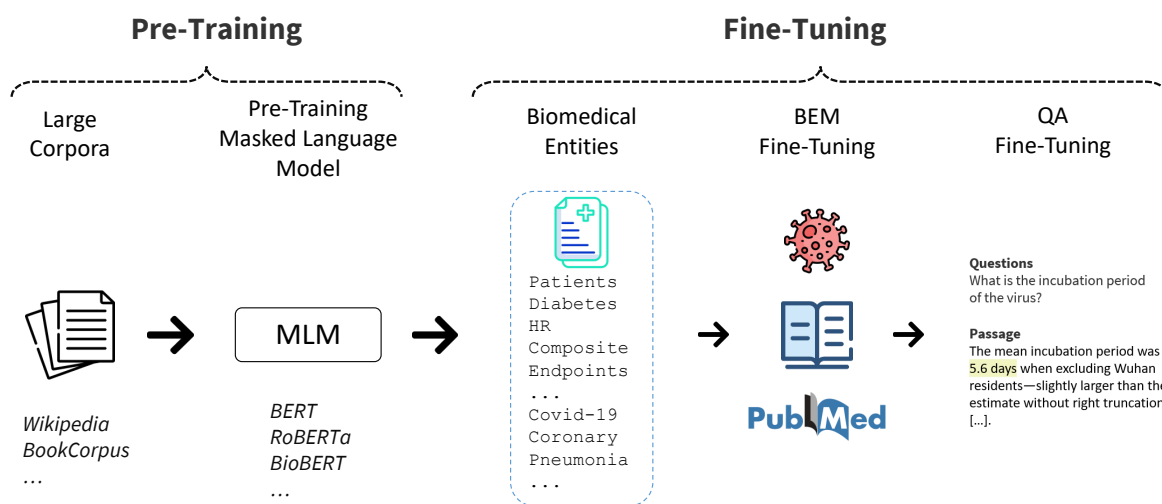 Pre-Training
Fine-Tuning
Large
Corpora
Pre-Training
Masked Language
Model
Biomedical
Entities
BEM
Fine-Tuning
QA
Fine-Tuning
Wikipedia
BookCorpus
...
MLM
BERT
RoBERTa
BioBERT
...
Patients
Diabetes
HR
Composite
Endpoints
...
Covid-19
Coronary
Pneumonia
...
PubMed
Questions
What is the incubation period
of the virus?
Passage
The mean incubation period was
5.6 days when excluding Wuhan
residents—slightly larger than the
estimate without right truncation
[...].